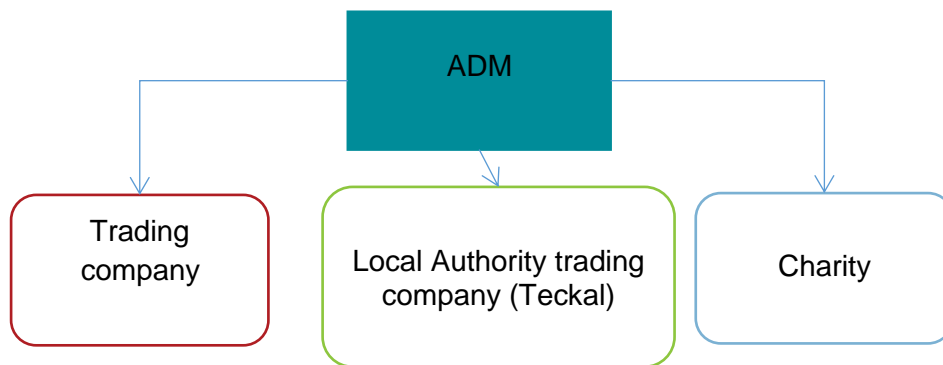 ADM
Trading
company
Local Authority trading
company (Teckal)
Charity